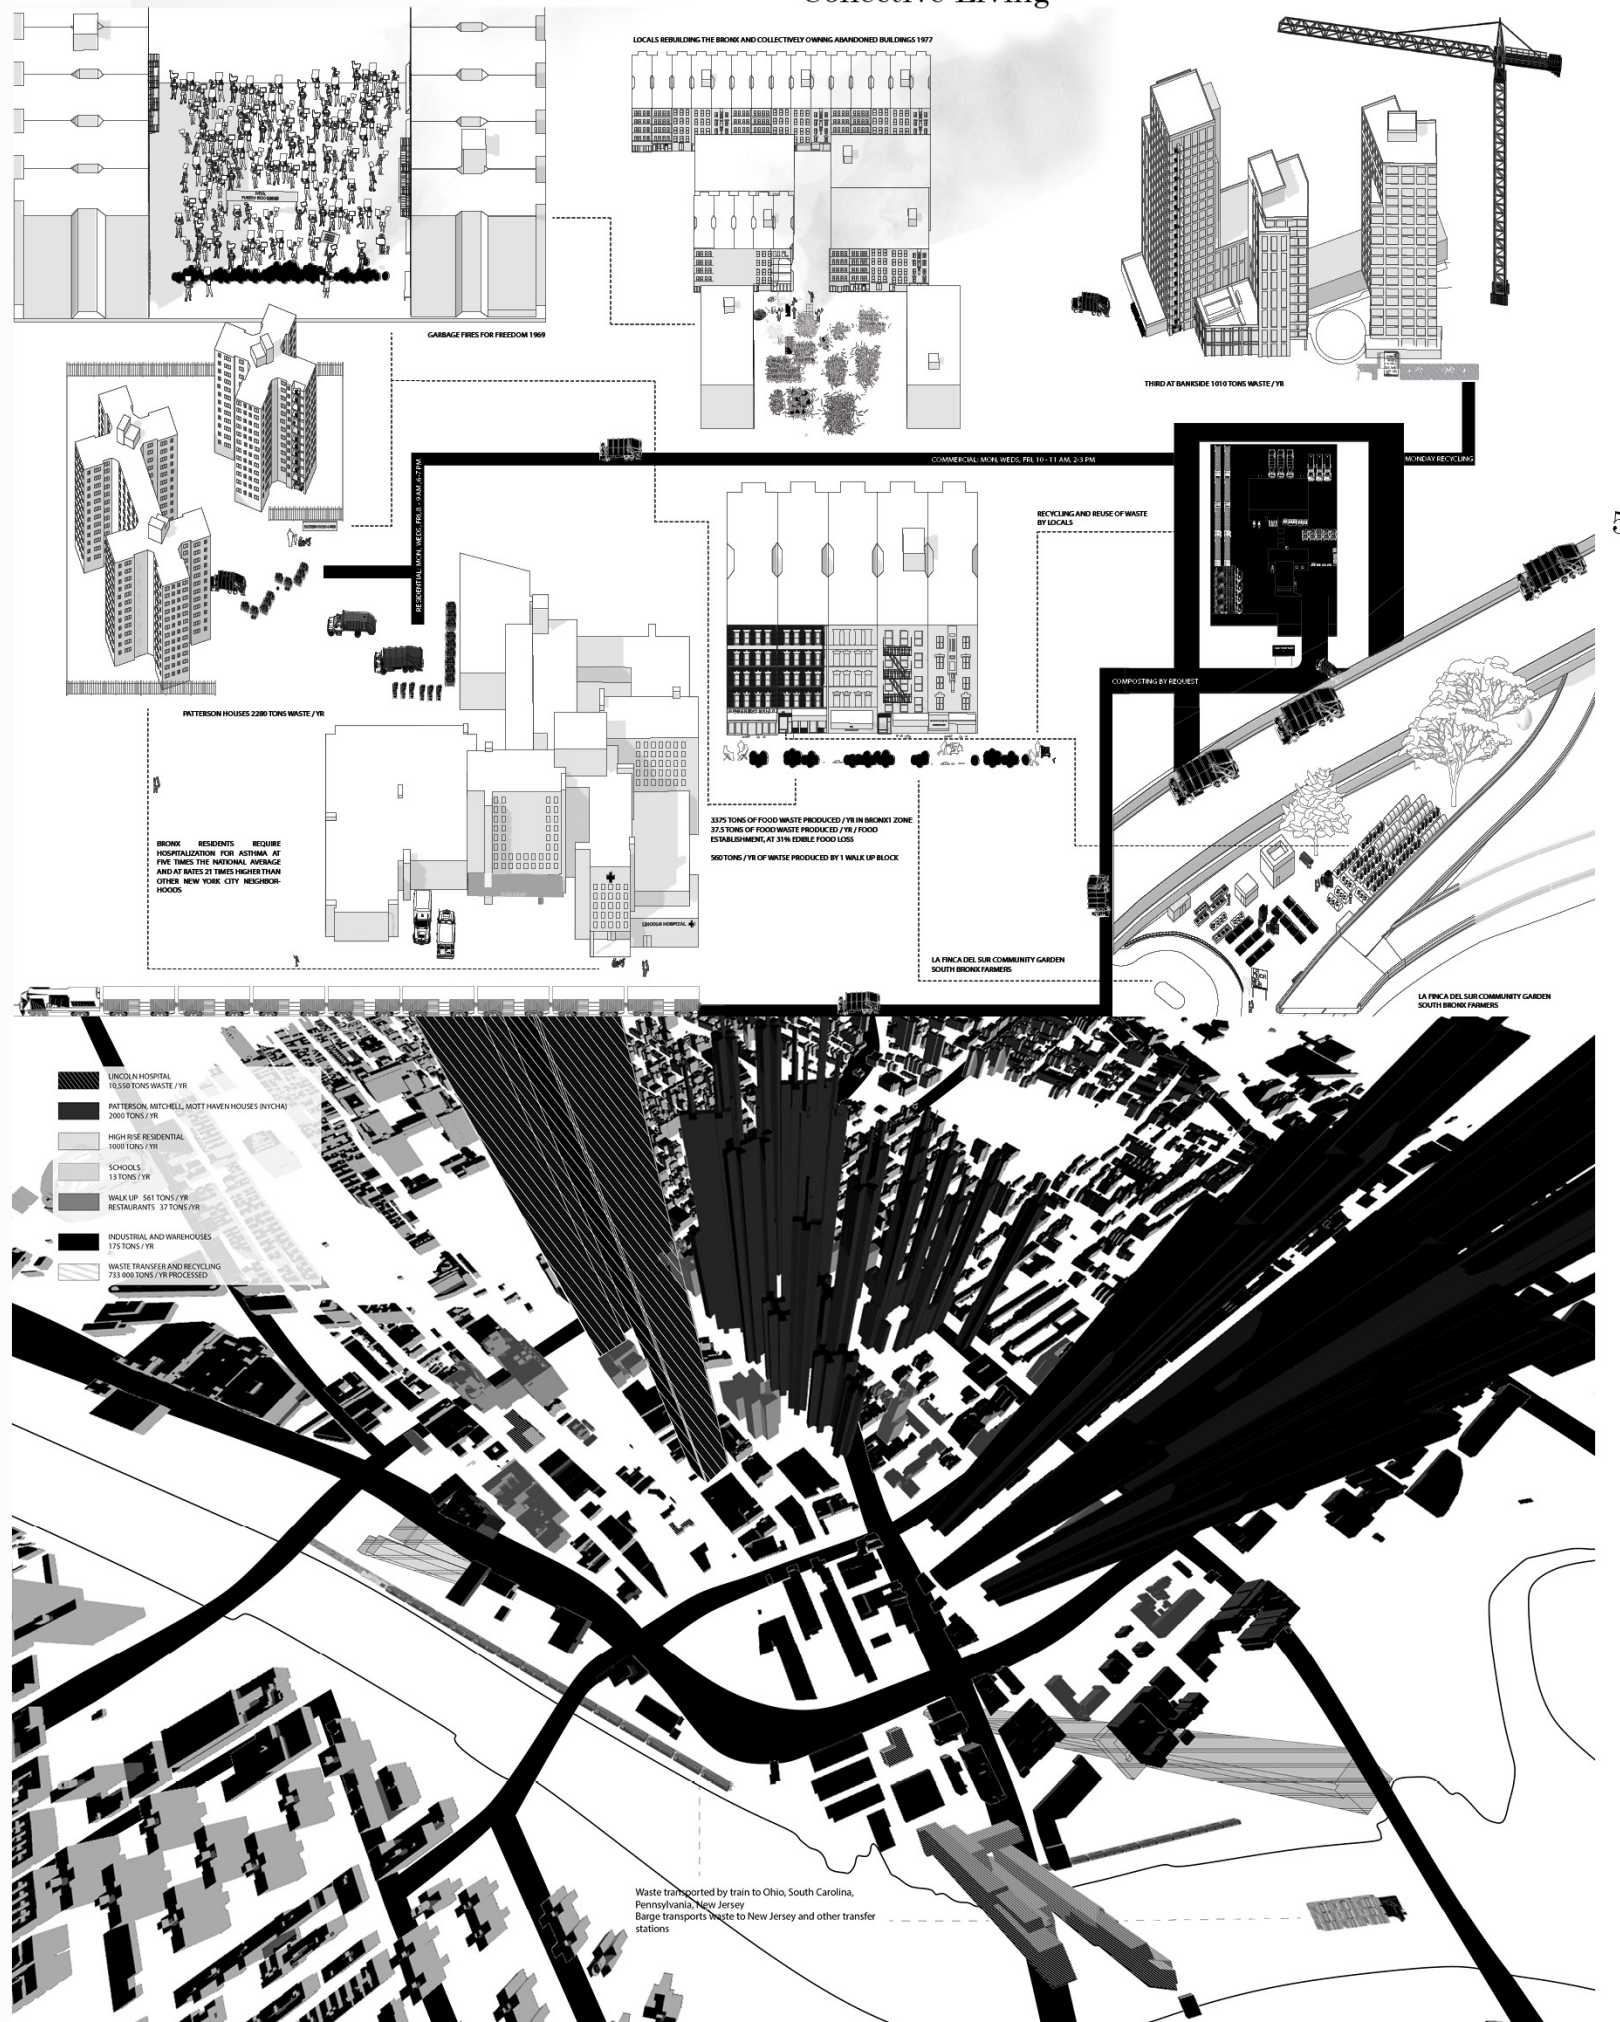 Collective Living
LOCALS REBUILDING THE BRONX AND COLLECTIVELY OWNING ABANDONED BUILDINGS 1977
GARBAGE FIRES FOR FREEDOM 1969
THIRD AT BANKSIDE 1010 TONS WASTE / YR
COMMERCIAL: MON, WEDS, FRI, 10 - 11 AM, 2-3 PM
MONDAY RECYCLING
RESIDENTIAL: MON, WEDS, FRI, 8 - 9 AM, 6-7 PM
RECYCLING AND REUSE OF WASTE
BY LOCALS
5
COMPOSTING BY REQUEST
PATTERSON HOUSES 2280 TONS WASTE / YR
3375 TONS OF FOOD WASTE PRODUCED / YR IN BRONX1 ZONE
37.5 TONS OF FOOD WASTE PRODUCED / YR / FOOD
ESTABLISHMENT, AT 31% EDIBLE FOOD LOSS
560 TONS / YR OF WATSE PRODUCED BY 1 WALK UP BLOCK
BRONX RESIDENTS REQUIRE
HOSPITALIZATION FOR ASTHMA AT
FIVE TIMES THE NATIONAL AVERAGE
AND AT RATES 21 TIMES HIGHER THAN
OTHER NEW YORK CITY NEIGHBOR-
HOODS
LINCOLN HOSPITAL
LA FINCA DEL SUR COMMUNITY GARDEN
SOUTH BRONX FARMERS
LA FINCA DEL SUR COMMUNITY GARDEN
SOUTH BRONX FARMERS
LINCOLN HOSPITAL
10,550 TONS WASTE / YR
PATTERSON, MITCHELL, MOTT HAVEN HOUSES (NYCHA)
2000 TONS / YR
HIGH RISE RESIDENTIAL
1000 TONS / YR
SCHOOLS
13 TONS / YR
WALK UP 561 TONS / YR
RESTAURANTS 37 TONS /YR
INDUSTRIAL AND WAREHOUSES
175 TONS / YR
WASTE TRANSFER AND RECYCLING
733 000 TONS / YR PROCESSED
Waste transported by train to Ohio, South Carolina,
Pennsylvania, New Jersey
Barge transports waste to New Jersey and other transfer
stations